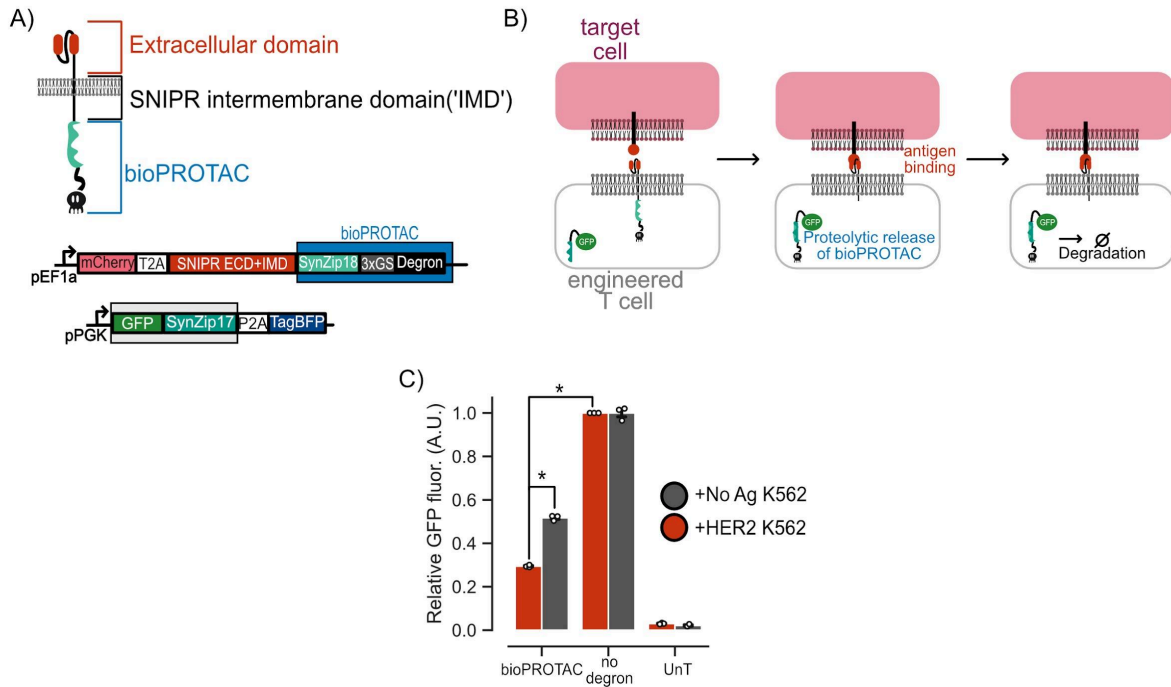 A)
Extracellular domain
SNIPR intermembrane domain('IMD')
bioPROTAC
bioPROTAC
mCherry T2A SNIPR ECD+IMD SynZip18 3xGS Degron
pEF1a
GFP SynZip17 P2A TagBFP
pPGK
B)
target
cell
antigen
binding
GFP
GFP
GFP
Proteolytic release
of bioPROTAC
Degradation
engineered
T cell
C)
Relative GFP fluor. (A.U.)
1.0
0.8
0.6
0.4
0.2
0.0
*
*
+No Ag K562
+HER2 K562
bioPROTAC
no
degron
UnT